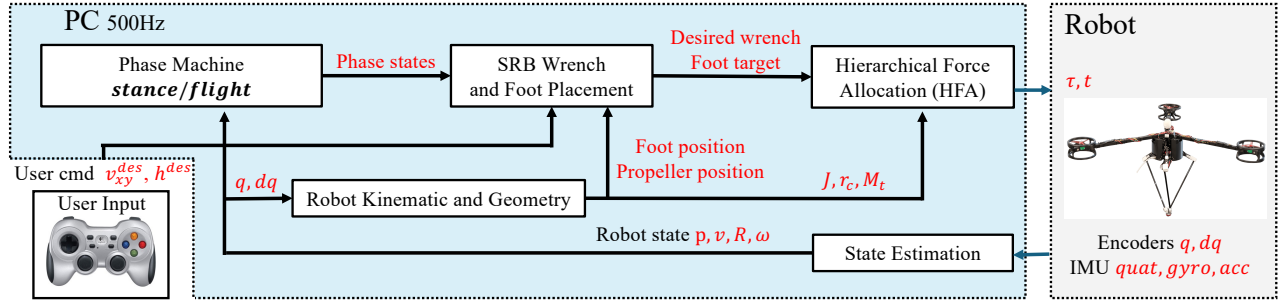 PC 500Hz
Robot
Phase Machine
stance/flight
Phase states
SRB Wrench
and Foot Placement
Desired wrench
Foot target
Hierarchical Force
Allocation (HFA)
τ, t
User cmd v_{xy}^{des}, h^{des}
User Input
q, dq
Robot Kinematic and Geometry
Foot position
Propeller position
J, r_c, M_t
Robot state p, v, R, ω
State Estimation
Encoders q, dq
IMU quat, gyro, acc